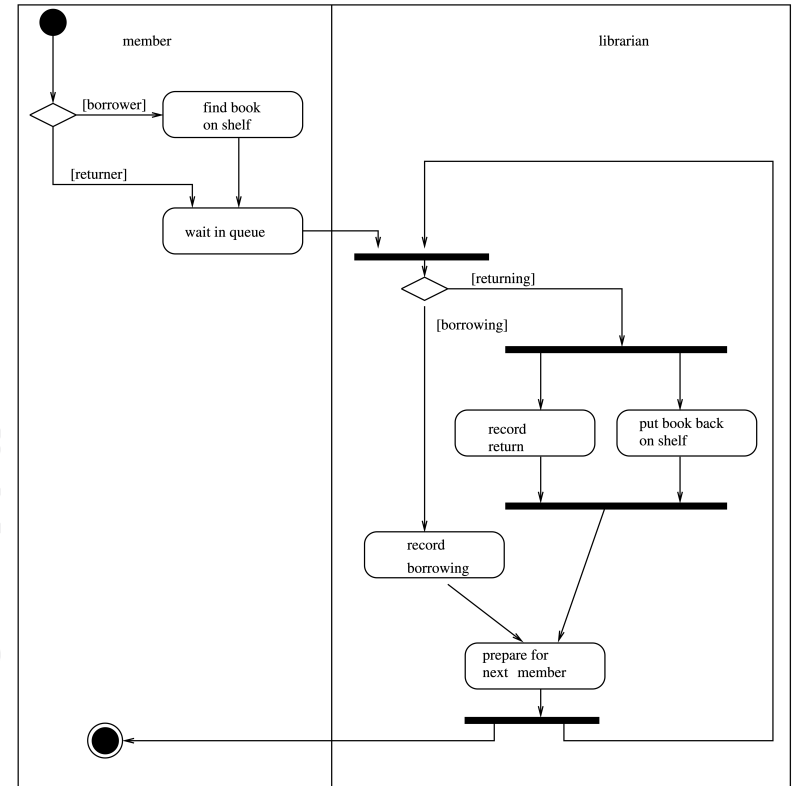 member
librarian
[borrower]
find book
on shelf
[returner]
wait in queue
[returning]
[borrowing]
record
return
put book back
on shelf
record
borrowing
prepare for
next member